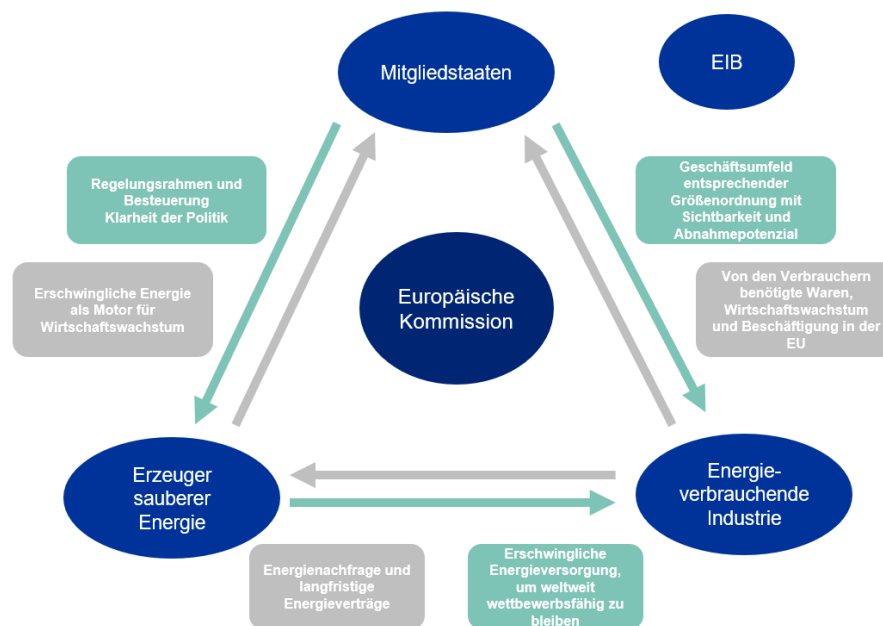 Mitgliedstaaten
EIB
Regelungsrahmen und
Besteuerung
Klarheit der Politik
Geschäftsumfeld
entsprechender
Größenordnung mit
Sichtbarkeit und
Abnahmepotenzial
Erschwingliche Energie
als Motor für
Wirtschaftswachstum
Europäische
Kommission
Von den Verbrauchern
benötigte Waren,
Wirtschaftswachstum
und Beschäftigung in der
EU
Erzeuger
sauberer
Energie
Energie-
verbrauchende
Industrie
Energienachfrage und
langfristige
Energieverträge
Erschwingliche
Energieversorgung,
um weltweit
wettbewerbsfähig zu
bleiben